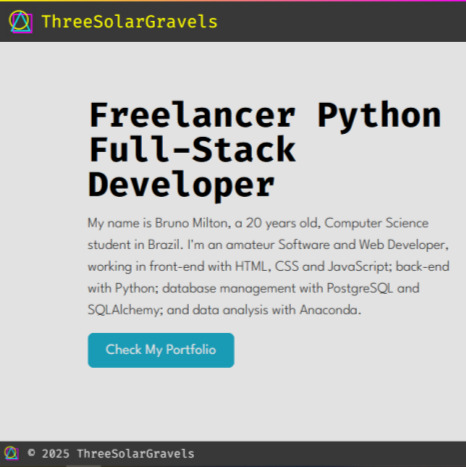 ThreeSolarGravels
Freelancer Python
Full-Stack
Developer
My name is Bruno Milton, a 20 years old, Computer Science
student in Brazil. I'm an amateur Software and Web Developer,
working in front-end with HTML, CSS and JavaScript; back-end
with Python; database management with PostgreSQL and
SQLAlchemy; and data analysis with Anaconda.
Check My Portfolio
© 2025 ThreeSolarGravels